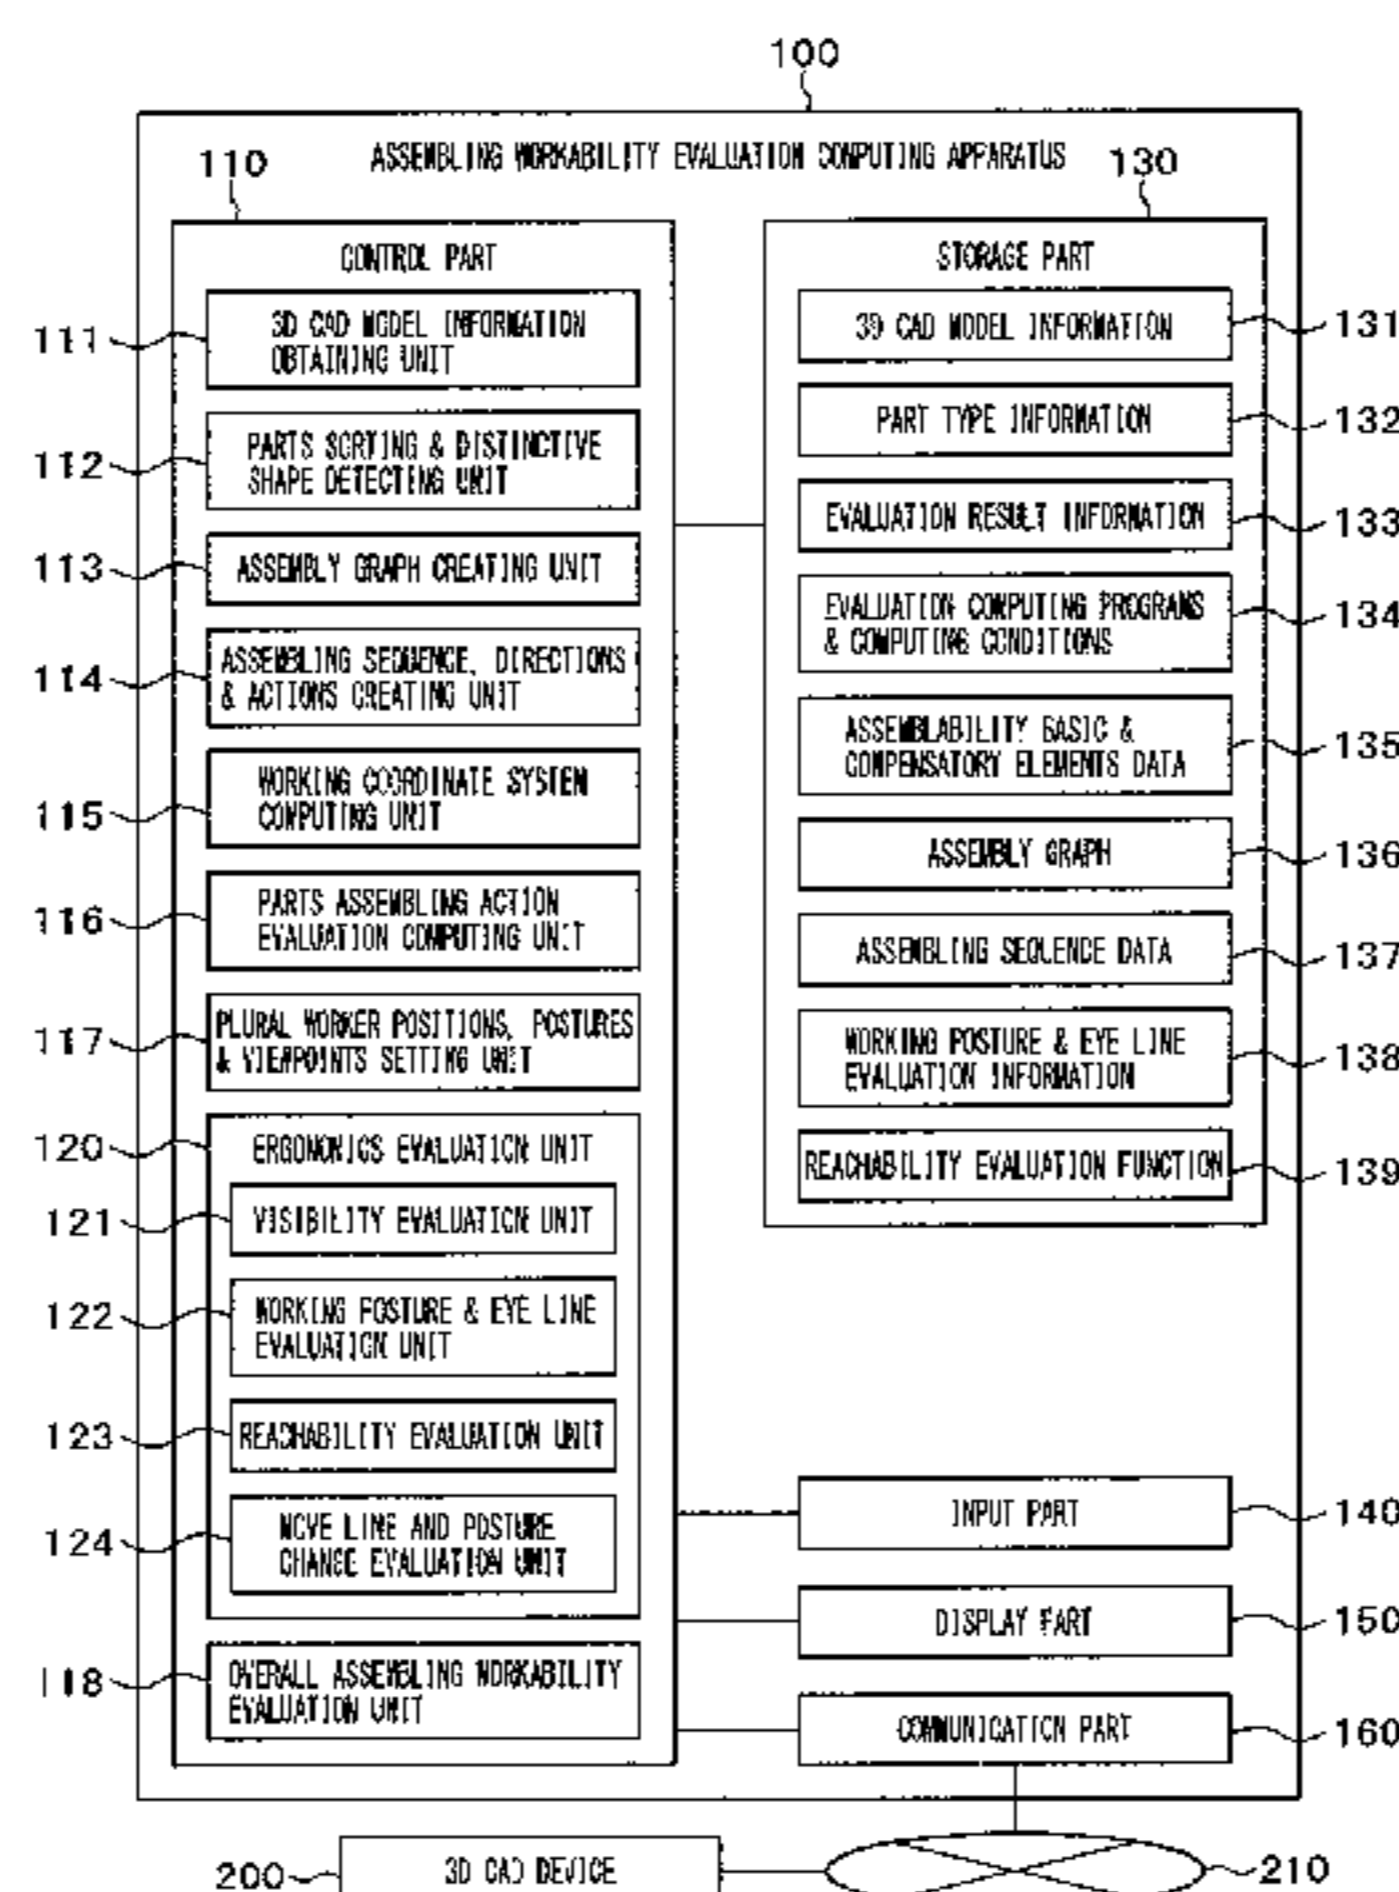 100
ASSEMBLING WORKABILITY EVALUATION COMPUTING APPARATUS
110
CONTROL PART
111
3D CAD MODEL INFORMATION
OBTAINING UNIT
112
PARTS SORTING & DISTINCTIVE
SHAPE DETECTING UNIT
113
ASSEMBLY GRAPH CREATING UNIT
114
ASSEMBLING SEQUENCE, DIRECTIONS
& ACTIONS CREATING UNIT
115
WORKING COORDINATE SYSTEM
COMPUTING UNIT
116
PARTS ASSEMBLING ACTION
EVALUATION COMPUTING UNIT
117
PLURAL WORKER POSITIONS, POSTURES
& VIEWPOINTS SETTING UNIT
120
ERGONOMICS EVALUATION UNIT
121
VISIBILITY EVALUATION UNIT
122
WORKING POSTURE & EYE LINE
EVALUATION UNIT
123
REACHABILITY EVALUATION UNIT
124
MOVE LINE AND POSTURE
CHANGE EVALUATION UNIT
118
OVERALL ASSEMBLING WORKABILITY
EVALUATION UNIT
130
STORAGE PART
3D CAD MODEL INFORMATION
131
PART TYPE INFORMATION
132
EVALUATION RESULT INFORMATION
133
EVALUATION COMPUTING PROGRAMS
& COMPUTING CONDITIONS
134
ASSEMBLABILITY BASIC &
COMPENSATORY ELEMENTS DATA
135
ASSEMBLY GRAPH
136
ASSEMBLING SEQUENCE DATA
137
WORKING POSTURE & EYE LINE
EVALUATION INFORMATION
138
REACHABILITY EVALUATION FUNCTION
139
INPUT PART
140
DISPLAY PART
150
COMMUNICATION PART
160
200
3D CAD DEVICE
210